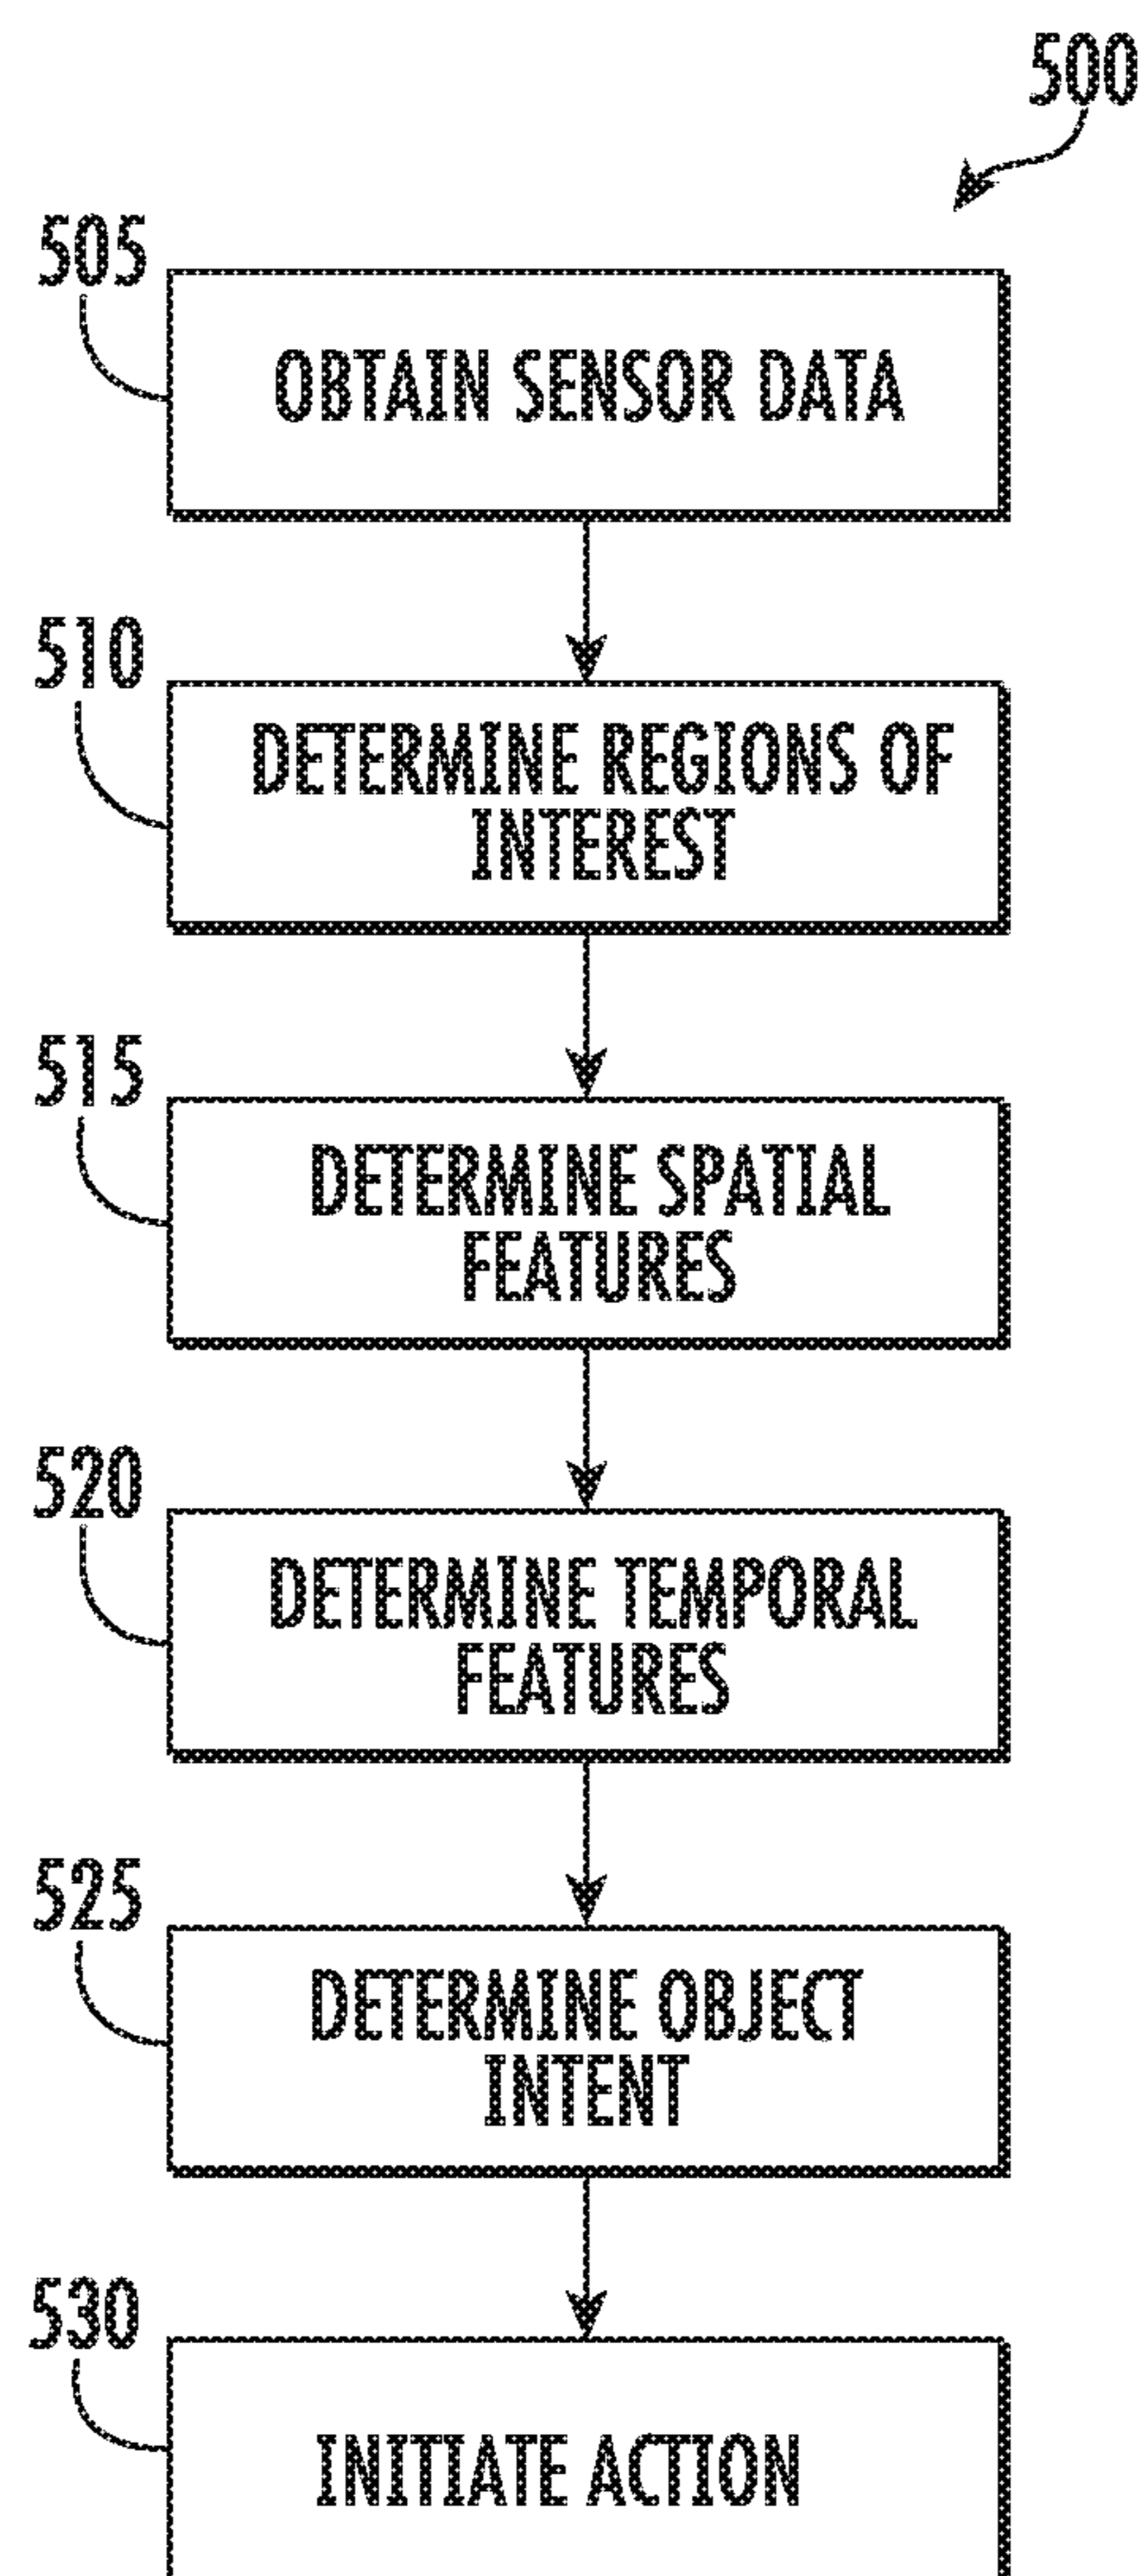 500
505
OBTAIN SENSOR DATA
510
DETERMINE REGIONS OF
INTEREST
515
DETERMINE SPATIAL
FEATURES
520
DETERMINE TEMPORAL
FEATURES
525
DETERMINE OBJECT
INTENT
530
INITIATE ACTION